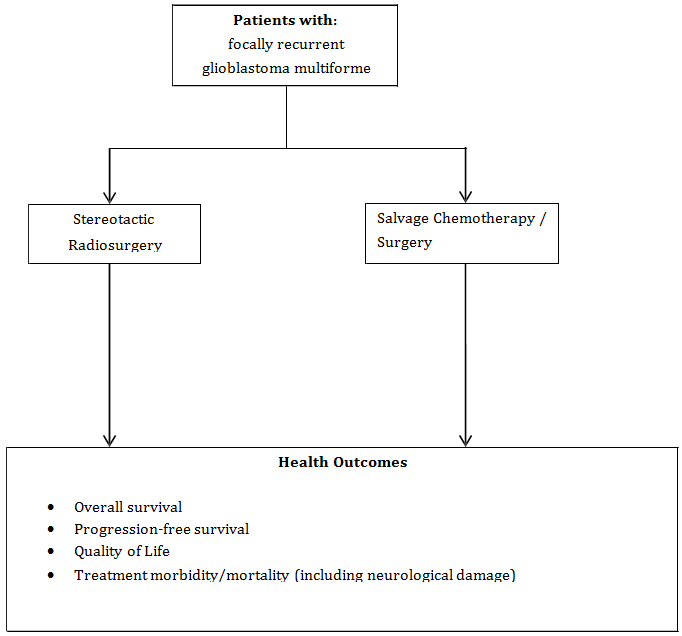 Patients with:
focally recurrent
glioblastoma multiforme
Stereotactic
Radiosurgery
Salvage Chemotherapy /
Surgery
Health Outcomes
• Overall survival
• Progression-free survival
• Quality of Life
• Treatment morbidity/mortality (including neurological damage)